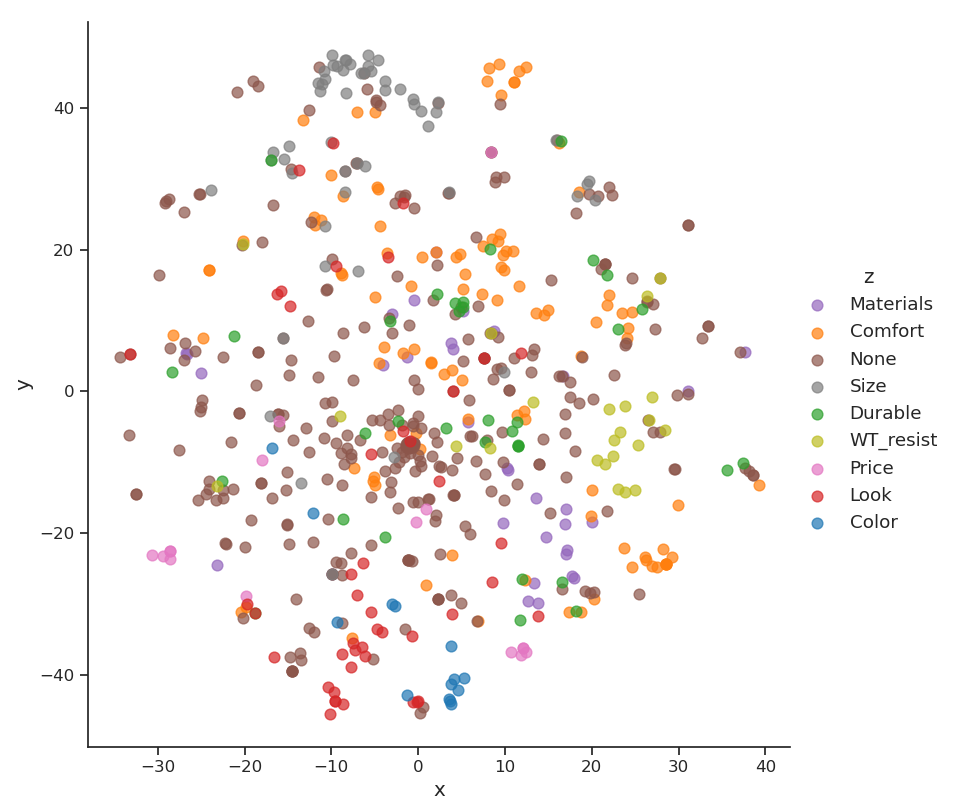 40
20
0
−20
−40
y
−30
−20
−10
0
10
20
30
40
x
z
Materials
Comfort
None
Size
Durable
WT_resist
Price
Look
Color